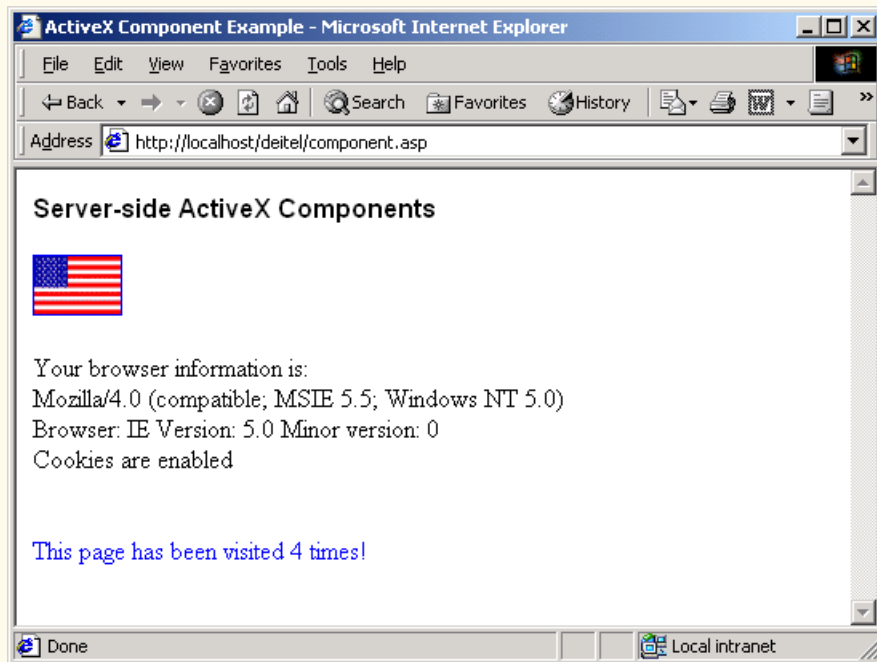 ActiveX Component Example - Microsoft Internet Explorer
File Edit View Favorites Tools Help
Back Search Favorites History »
Address http://localhost/deitel/component.asp
Server-side ActiveX Components
Your browser information is:
Mozilla/4.0 (compatible; MSIE 5.5; Windows NT 5.0)
Browser: IE Version: 5.0 Minor version: 0
Cookies are enabled
This page has been visited 4 times!
Done Local intranet